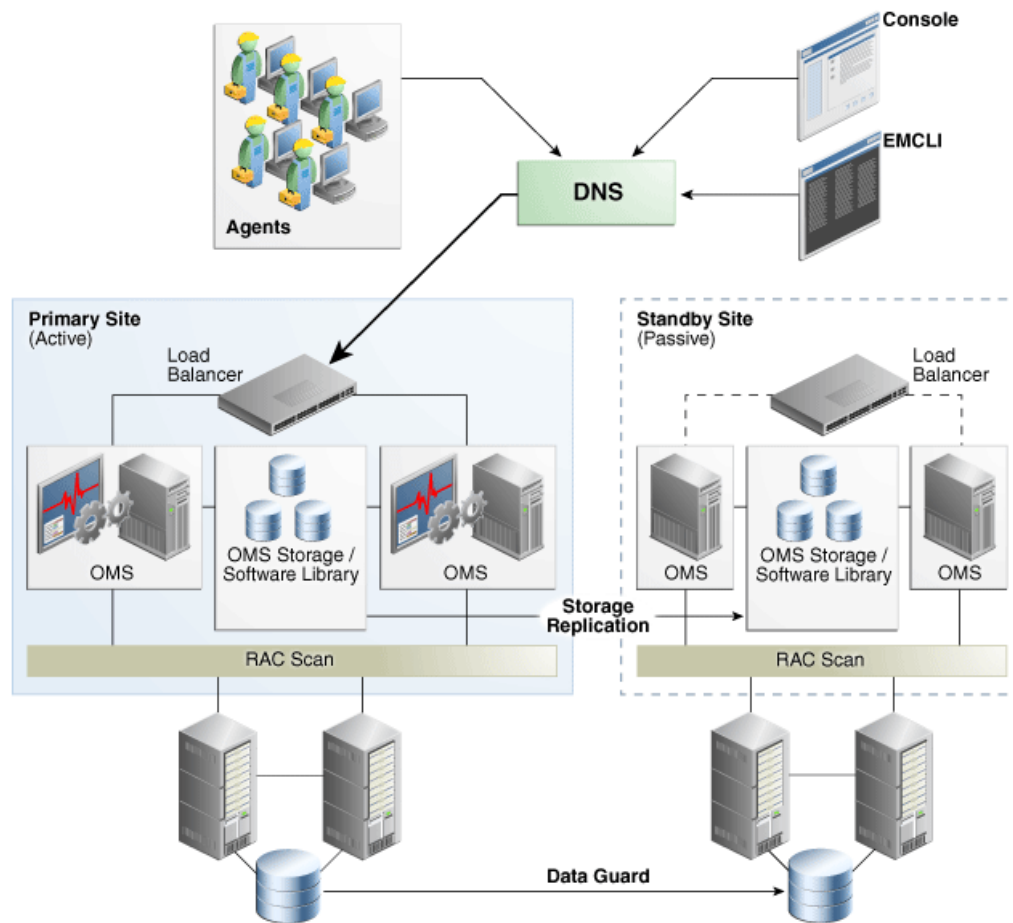 Console
EMCLI
Agents
DNS
Primary Site
(Active)
Load
Balancer
OMS
OMS Storage /
Software Library
OMS
RAC Scan
Storage
Replication
Standby Site
(Passive)
Load
Balancer
OMS
OMS Storage /
Software Library
OMS
RAC Scan
Data Guard